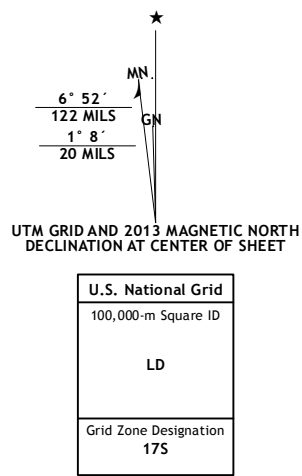 ★
MN
GN
6° 52´
122 MILS
1° 8´
20 MILS
UTM GRID AND 2013 MAGNETIC NORTH
DECLINATION AT CENTER OF SHEET
U.S. National Grid
100,000-m Square ID
LD
Grid Zone Designation
17S